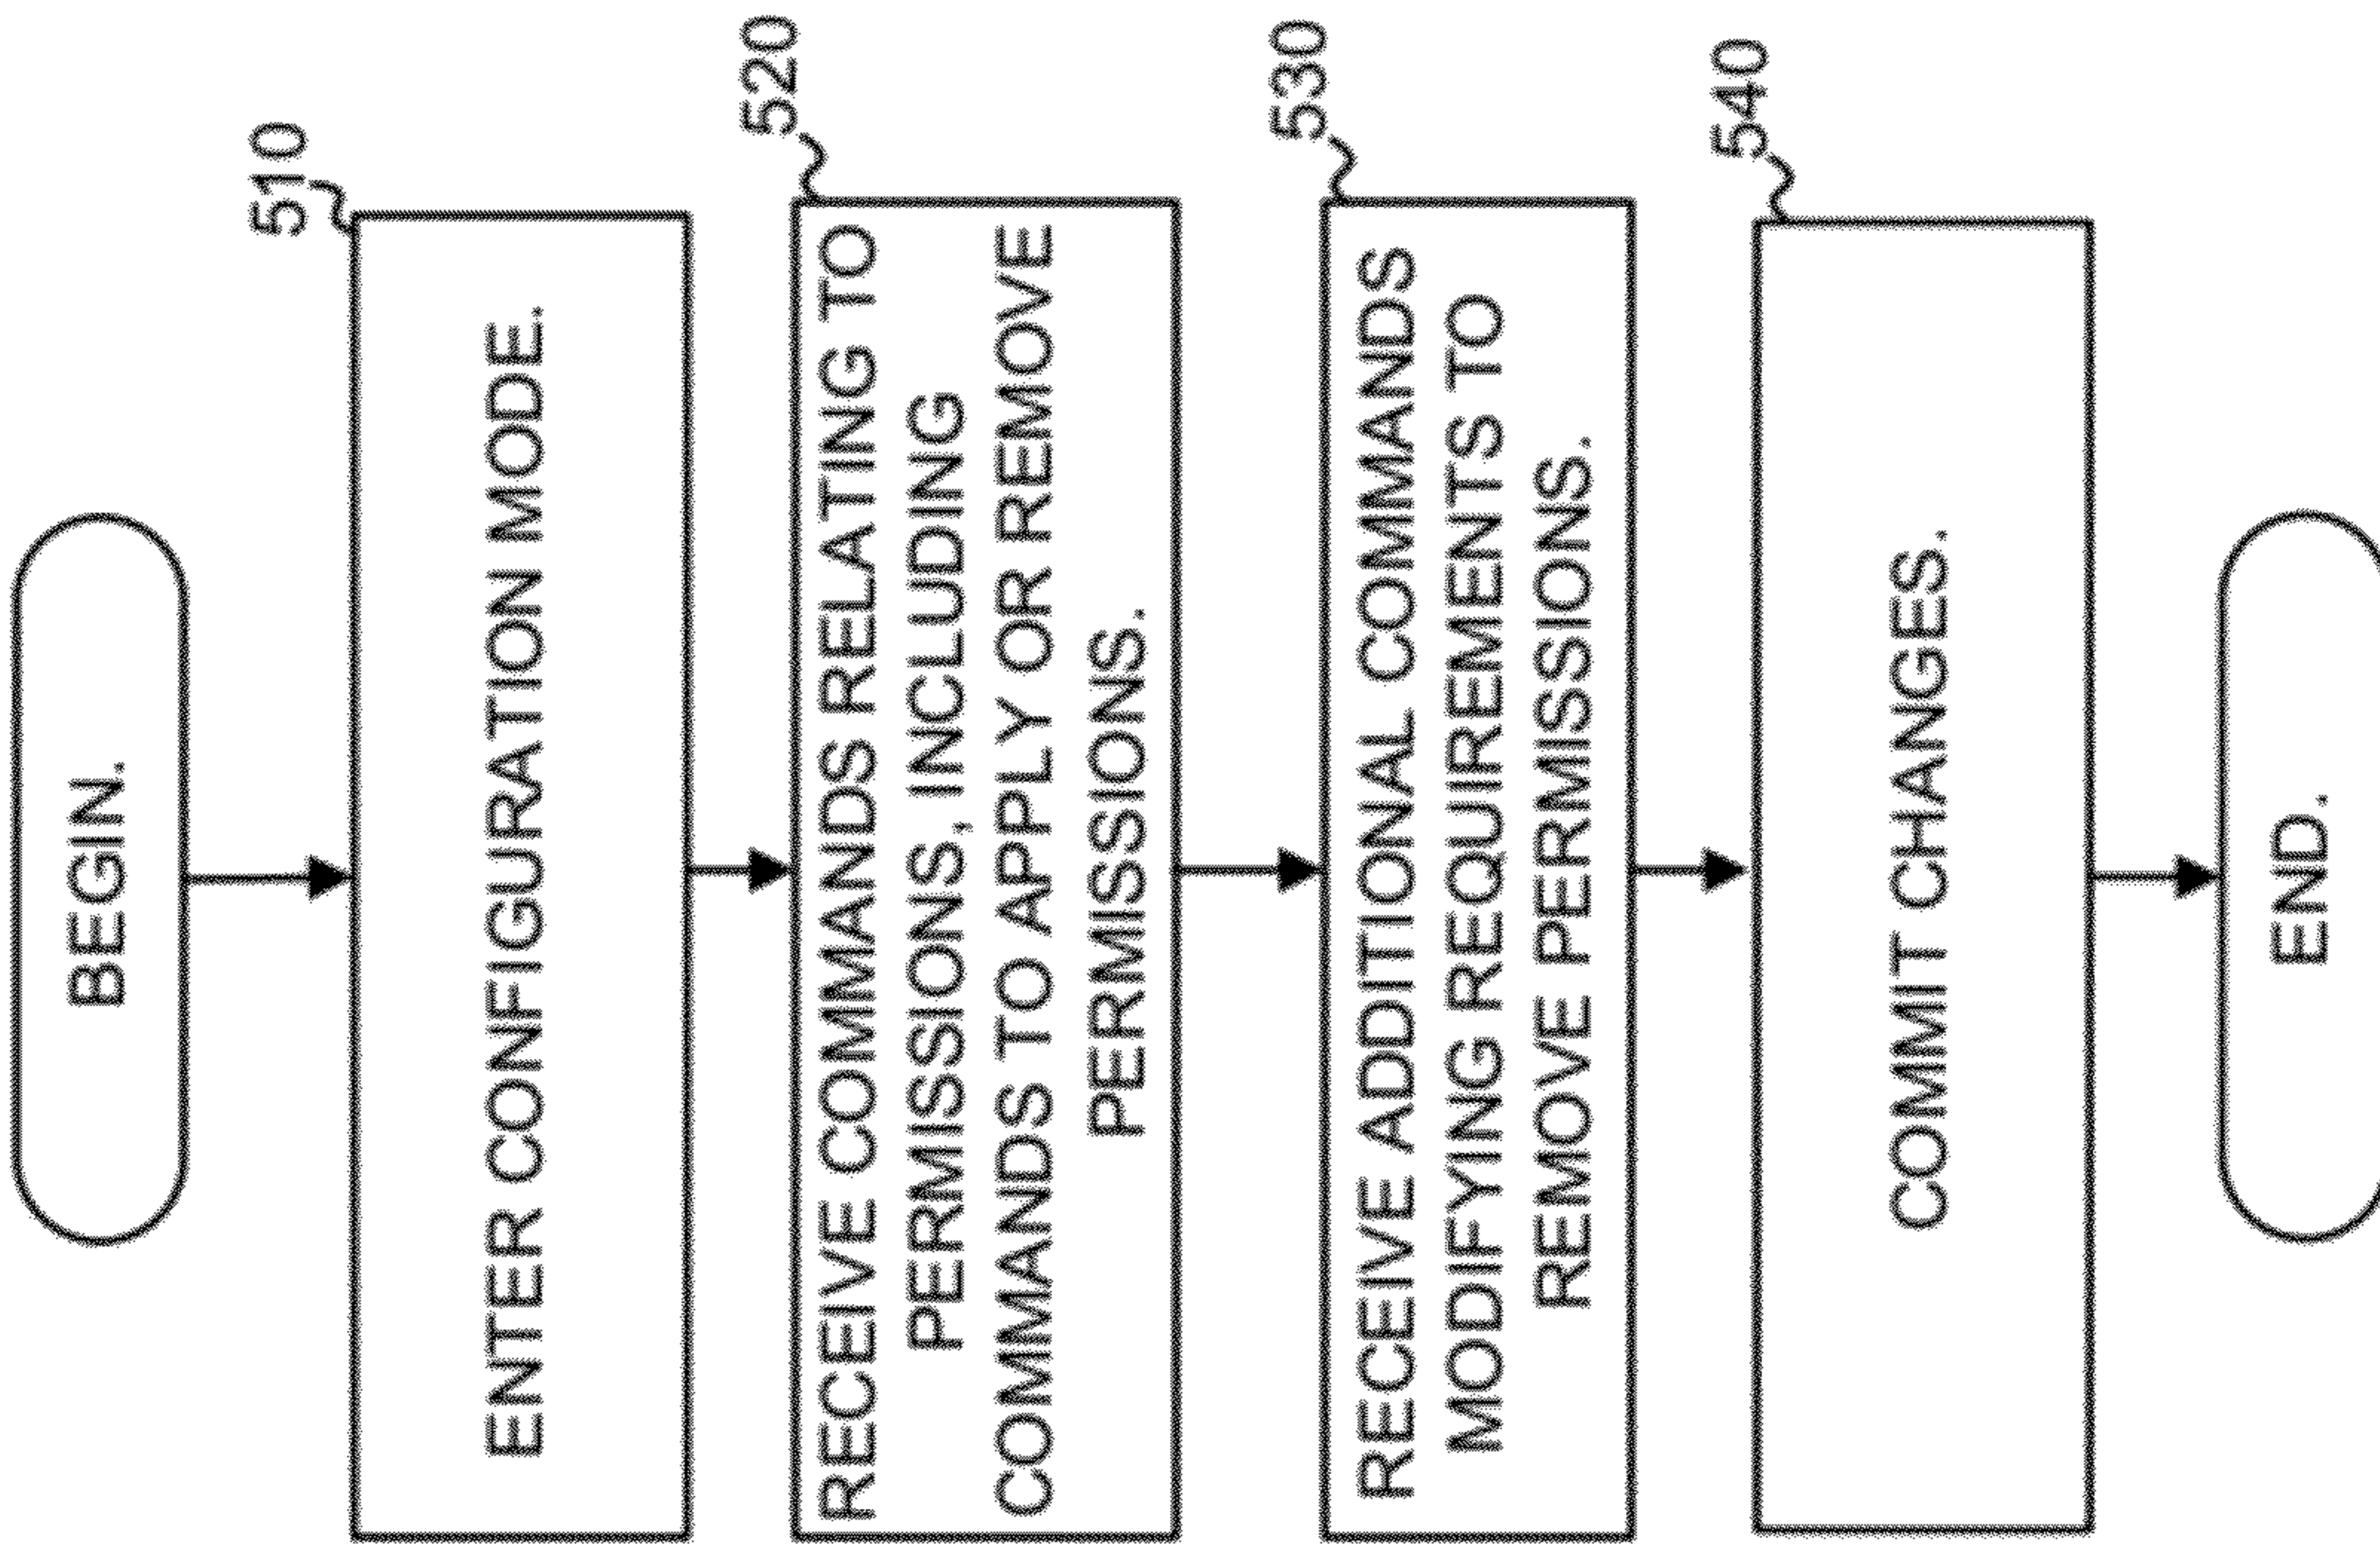 BEGIN.
510
ENTER CONFIGURATION MODE.
520
RECEIVE COMMANDS RELATING TO
PERMISSIONS, INCLUDING
COMMANDS TO APPLY OR REMOVE
PERMISSIONS.
530
RECEIVE ADDITIONAL COMMANDS
MODIFYING REQUIREMENTS TO
REMOVE PERMISSIONS.
540
COMMIT CHANGES.
END.